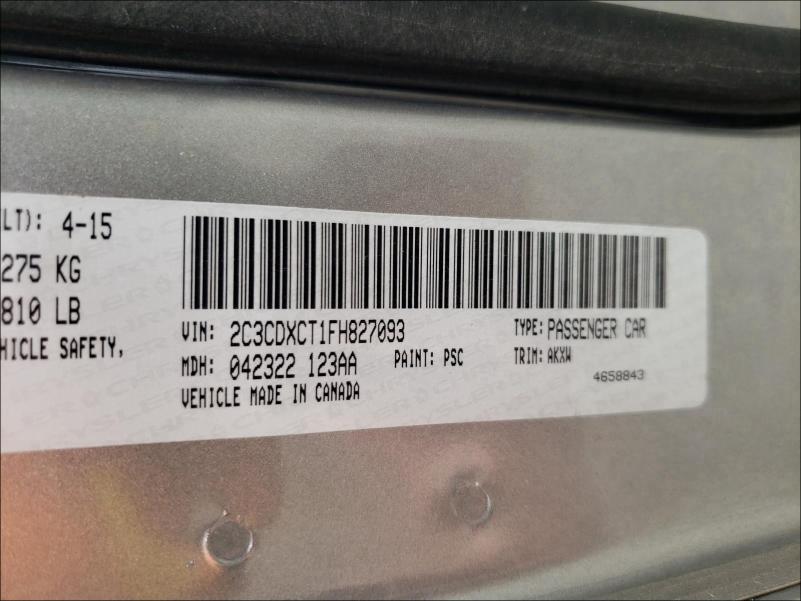 LT): 4-15
275 KG
810 LB
HICLE SAFETY,
VIN: 2C3CDXCT1FH827093
TYPE: PASSENGER CAR
MDH: 042322 123AA
PAINT: PSC
TRIM: AKXW
VEHICLE MADE IN CANADA
4658843